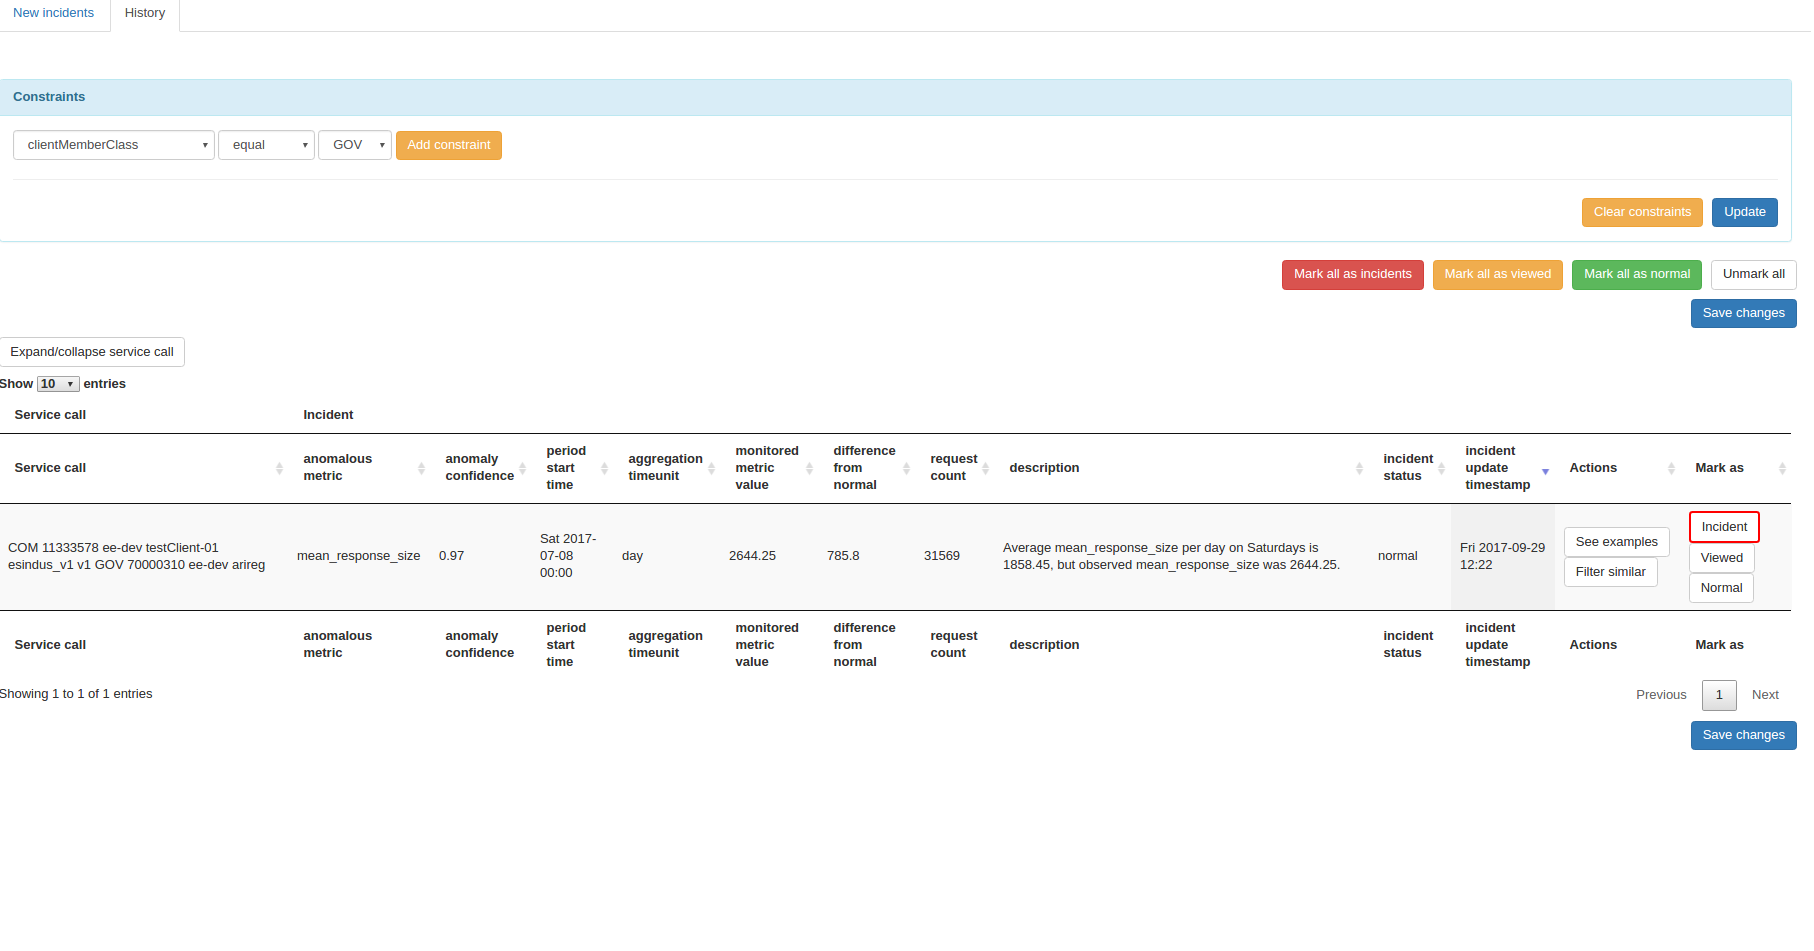 New incidents
History
Constraints
clientMemberClass equal GOV Add constraint
Clear constraints Update
Mark all as incidents Mark all as viewed Mark all as normal Unmark all
Save changes
Expand/collapse service call
Show 10 entries
Service call Incident
Service call
anomalous
metric
anomaly
confidence
period
start
time
aggregation
timeunit
monitored
metric
value
difference
from
normal
request
count
description
incident
status
incident
update
timestamp
Actions
Mark as
COM 11333578 ee-dev testClient-01
esindus_v1 v1 GOV 70000310 ee-dev arireg
mean_response_size
0.97
Sat 2017-
07-08
00:00
day
2644.25
785.8
31569
Average mean_response_size per day on Saturdays is
1858.45, but observed mean_response_size was 2644.25.
normal
Fri 2017-09-29
12:22
See examples
Filter similar
Incident
Viewed
Normal
Service call
anomalous
metric
anomaly
confidence
period
start
time
aggregation
timeunit
monitored
metric
value
difference
from
normal
request
count
description
incident
status
incident
update
timestamp
Actions
Mark as
Showing 1 to 1 of 1 entries
Previous 1 Next
Save changes